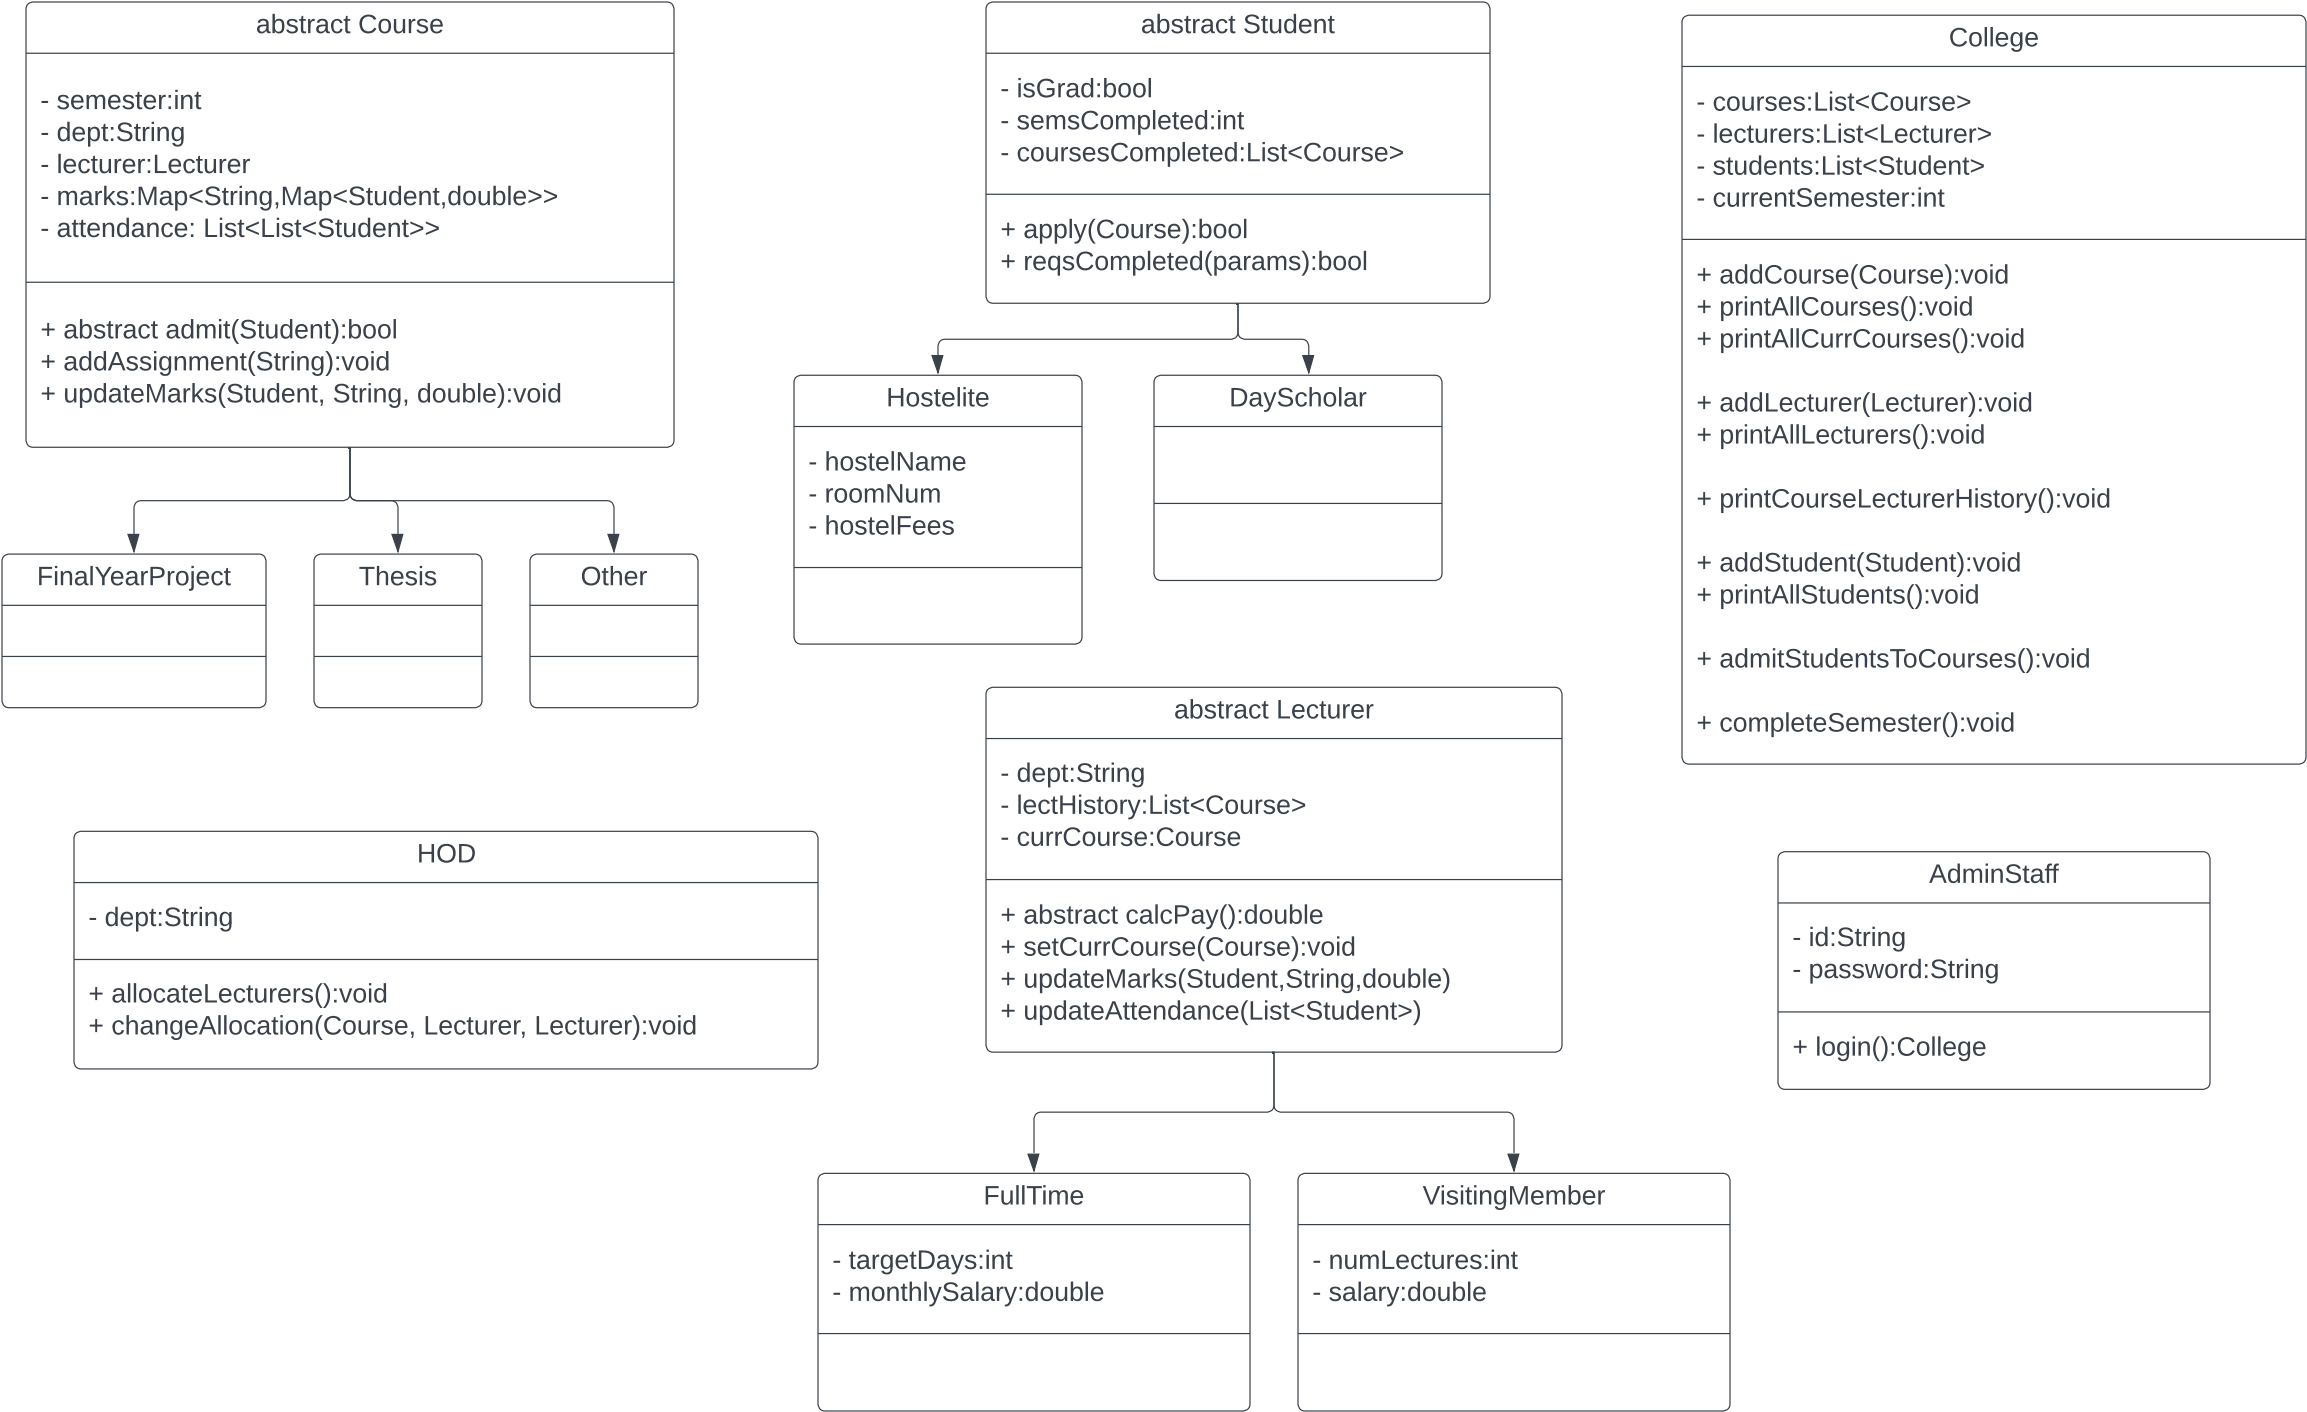 abstract Course
- semester:int
- dept:String
- lecturer:Lecturer
- marks:Map<String,Map<Student,double>>
- attendance: List<List<Student>>
+ abstract admit(Student):bool
+ addAssignment(String):void
+ updateMarks(Student, String, double):void
FinalYearProject
Thesis
Other
abstract Student
- isGrad:bool
- semsCompleted:int
- coursesCompleted:List<Course>
+ apply(Course):bool
+ reqsCompleted(params):bool
Hostelite
- hostelName
- roomNum
- hostelFees
DayScholar
College
- courses:List<Course>
- lecturers:List<Lecturer>
- students:List<Student>
- currentSemester:int
+ addCourse(Course):void
+ printAllCourses():void
+ printAllCurrCourses():void
+ addLecturer(Lecturer):void
+ printAllLecturers():void
+ printCourseLecturerHistory():void
+ addStudent(Student):void
+ printAllStudents():void
+ admitStudentsToCourses():void
+ completeSemester():void
HOD
- dept:String
+ allocateLecturers():void
+ changeAllocation(Course, Lecturer, Lecturer):void
abstract Lecturer
- dept:String
- lectHistory:List<Course>
- currCourse:Course
+ abstract calcPay():double
+ setCurrCourse(Course):void
+ updateMarks(Student,String,double)
+ updateAttendance(List<Student>)
FullTime
- targetDays:int
- monthlySalary:double
VisitingMember
- numLectures:int
- salary:double
AdminStaff
- id:String
- password:String
+ login():College